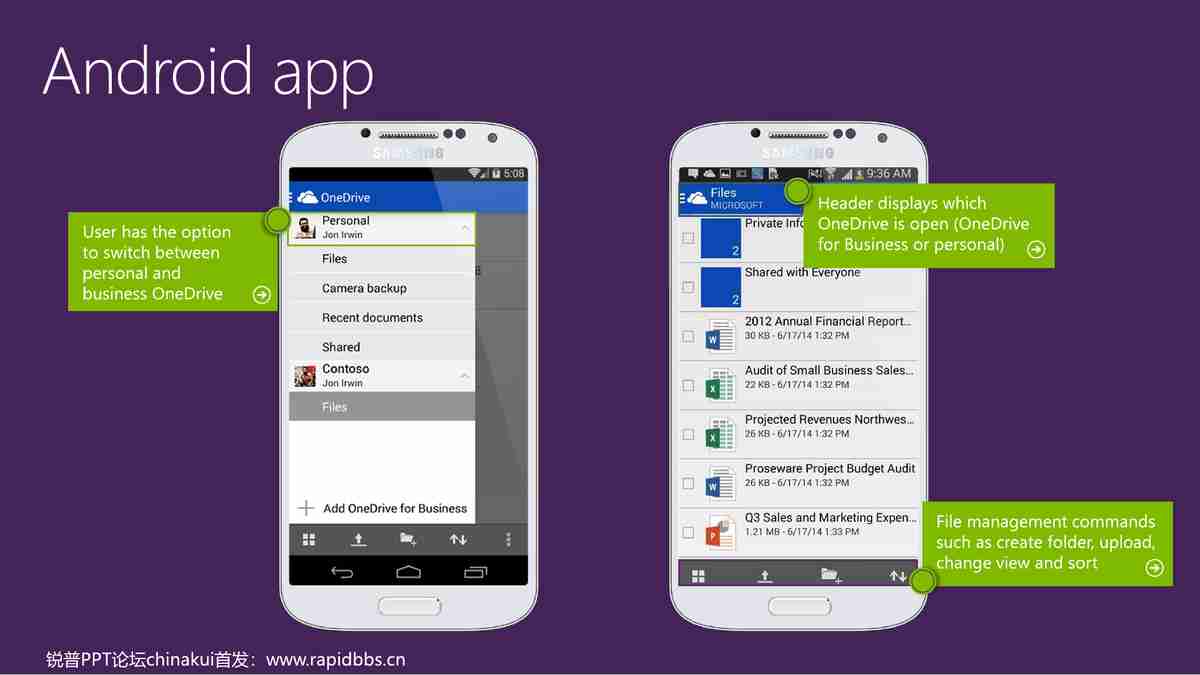 Android app
SAMSUNG
5:08
OneDrive
Personal
Jon Irwin
Files
Camera backup
Recent documents
Shared
Contoso
Jon Irwin
Files
Add OneDrive for Business
User has the option
to switch between
personal and
business OneDrive
SAMSUNG
9:36 AM
Files
MICROSOFT
Private Info
2
Shared with Everyone
2
2012 Annual Financial Report...
30 KB - 6/17/14 1:32 PM
Audit of Small Business Sales...
22 KB - 6/17/14 1:32 PM
Projected Revenues Northwes...
26 KB - 6/17/14 1:32 PM
Proseware Project Budget Audit
26 KB - 6/17/14 1:32 PM
Q3 Sales and Marketing Expen...
1.21 MB - 6/17/14 1:33 PM
Header displays which
OneDrive is open (OneDrive
for Business or personal)
File management commands
such as create folder, upload,
change view and sort
锐普PPT论坛chinakui首发：www.rapidbbs.cn